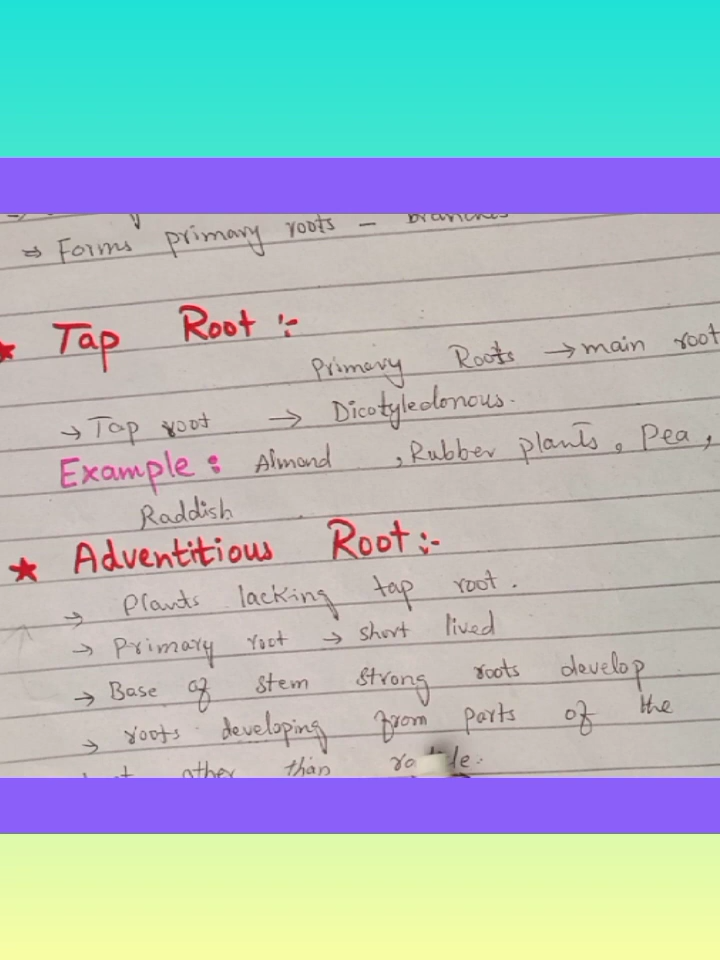 ⇒ Forms primary roots - branches
★ Tap Root :-
Primary Roots → main root
→ Tap root → Dicotyledonous.
Example : Almond , Rubber plants, Pea,
Raddish
★ Adventitious Root :-
→ Plants lacking tap root.
→ Primary root → short lived
→ Base of stem strong roots develop
→ roots developing from parts of the
other than